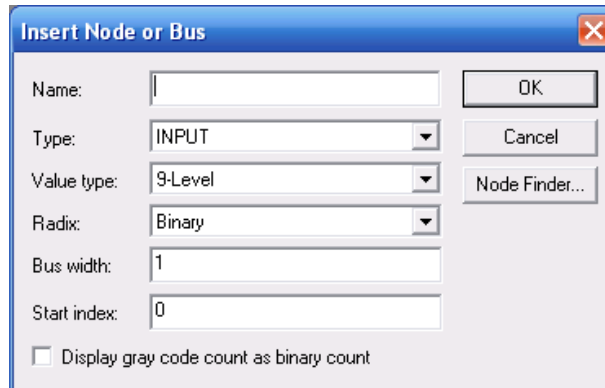 Insert Node or Bus
Name:
OK
Type: INPUT
Cancel
Value type: 9-Level
Node Finder...
Radix: Binary
Bus width: 1
Start index: 0
Display gray code count as binary count